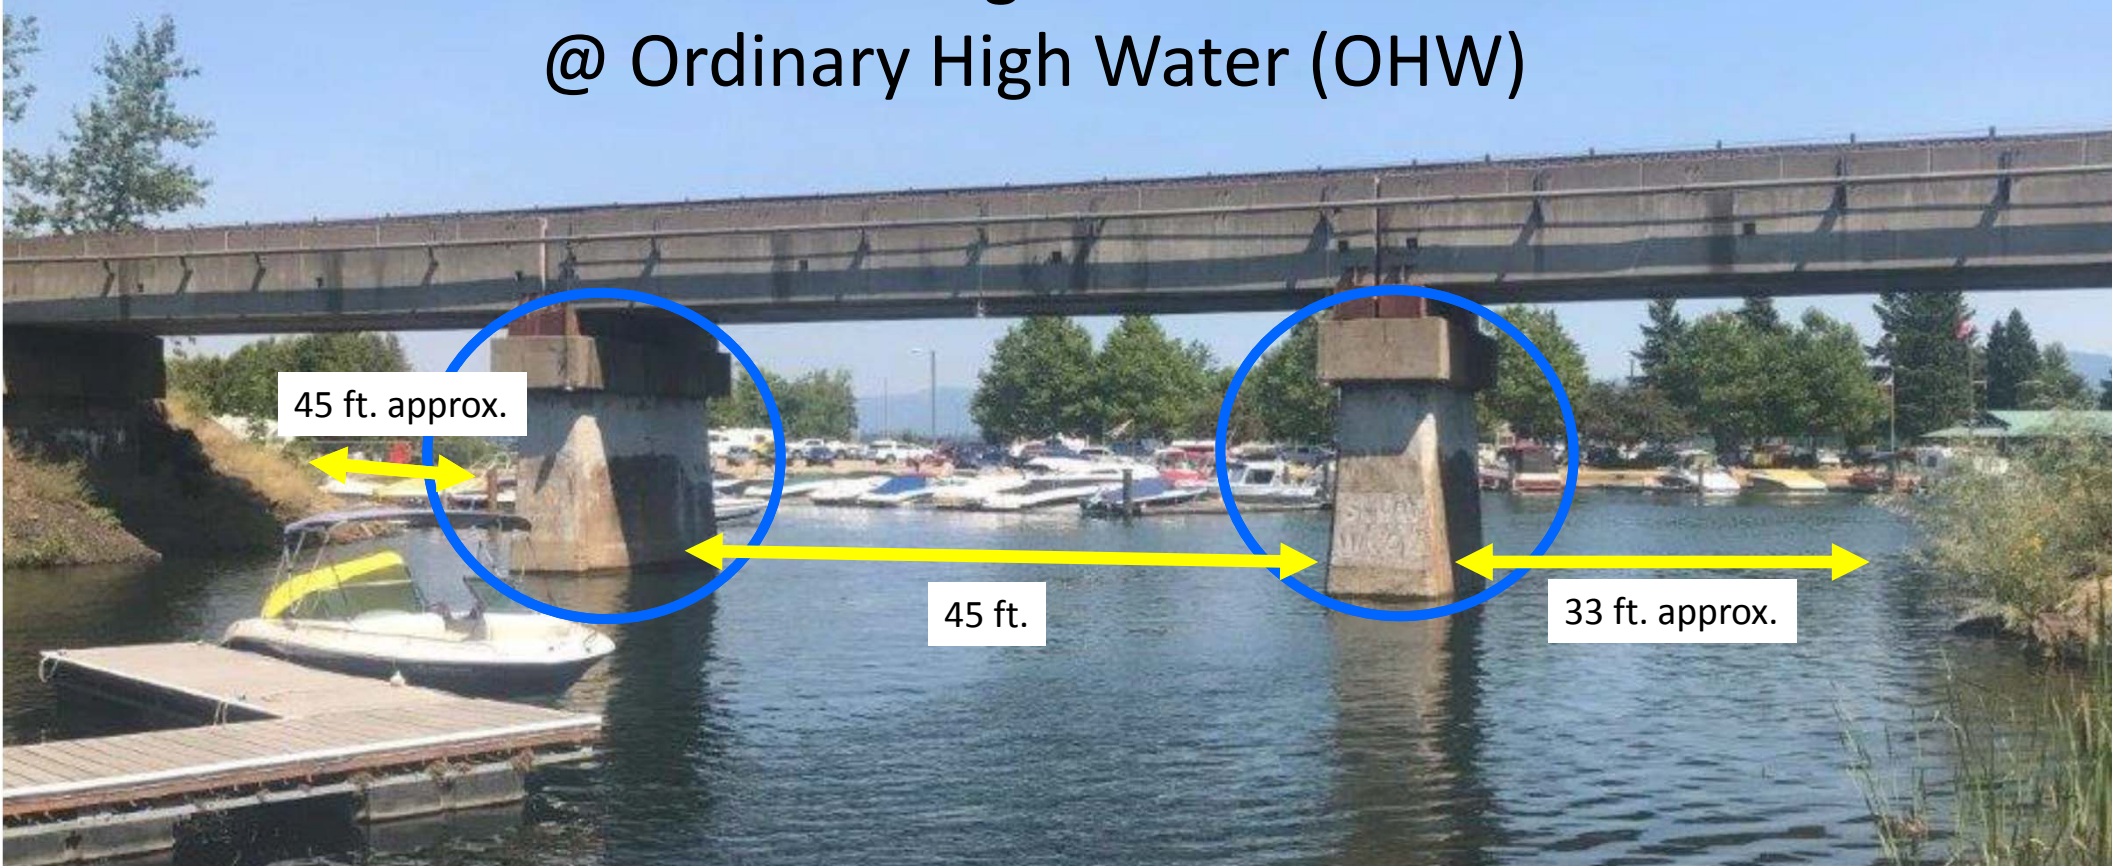 @ Ordinary High Water (OHW)
45 ft. approx.
45 ft.
33 ft. approx.